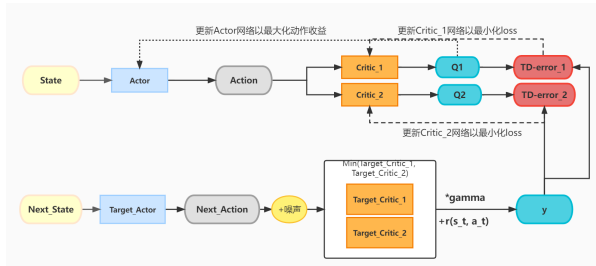 更新Actor网络以最大化动作收益
更新Critic_1网络以最小化loss
State
Actor
Action
Critic_1
Q1
TD-error_1
Critic_2
Q2
TD-error_2
更新Critic_2网络以最小化loss
Min(Target_Critic_1,
Target_Critic_2)
Next_State
Target_Actor
Next_Action
+噪声
Target_Critic_1
Target_Critic_2
*gamma
+r(s_t, a_t)
y